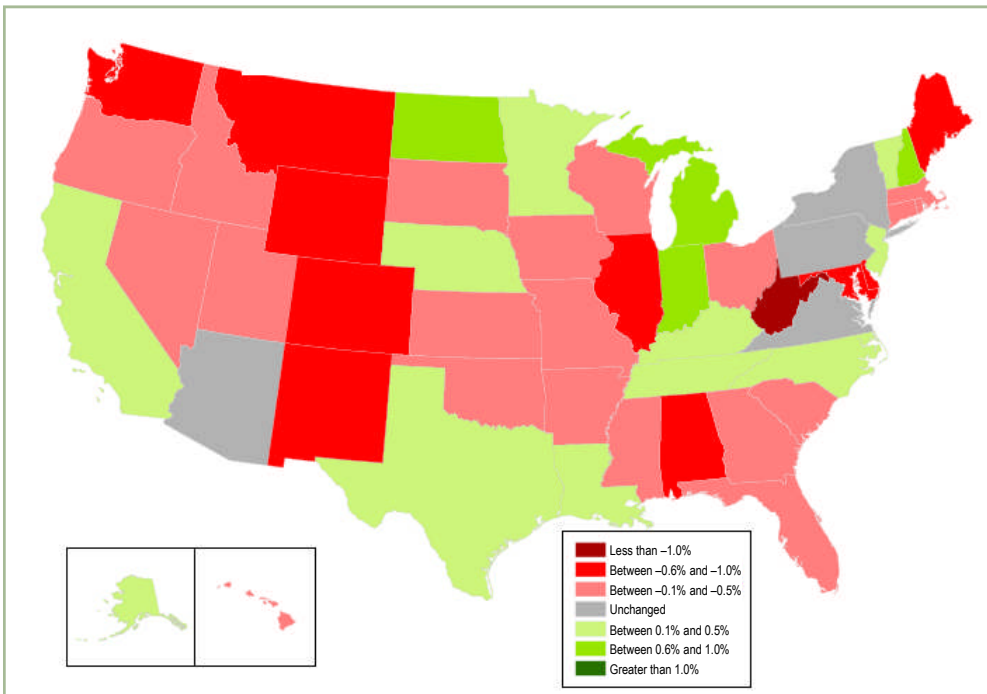 Less than –1.0%
Between –0.6% and –1.0%
Between –0.1% and –0.5%
Unchanged
Between 0.1% and 0.5%
Between 0.6% and 1.0%
Greater than 1.0%